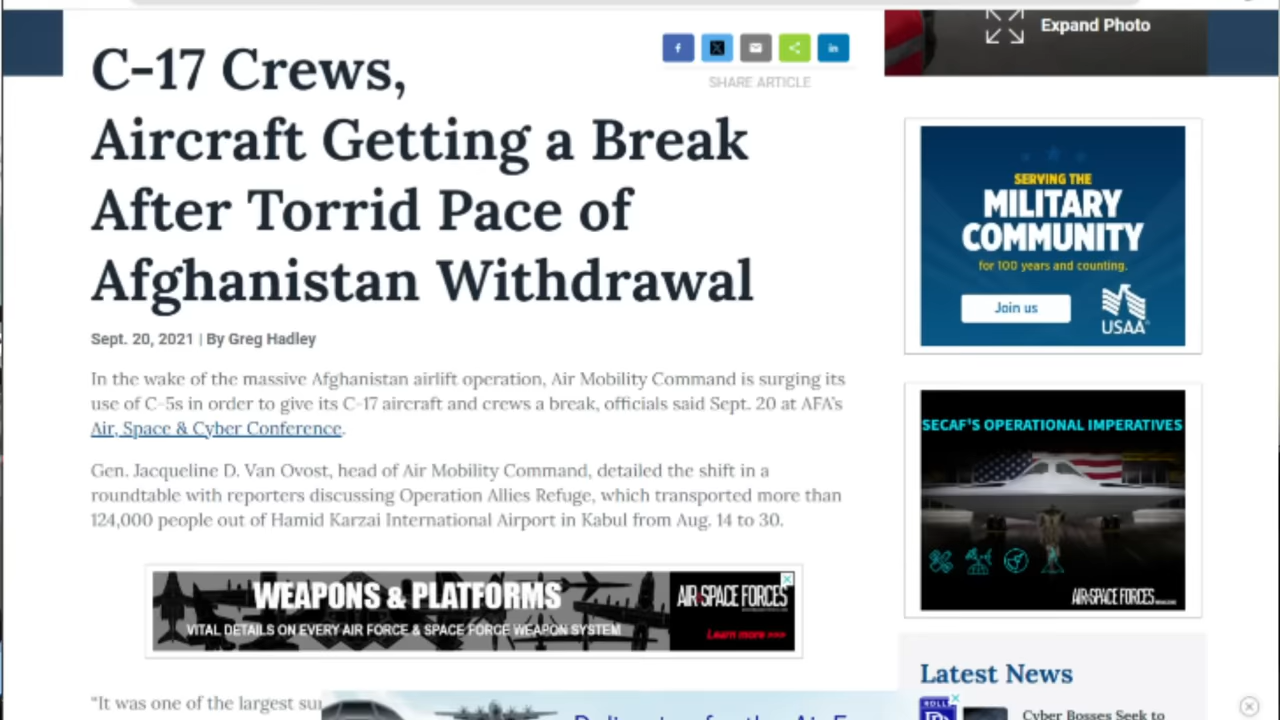 C-17 Crews,
Aircraft Getting a Break
After Torrid Pace of
Afghanistan Withdrawal
SHARE ARTICLE
Sept. 20, 2021 | By Greg Hadley
In the wake of the massive Afghanistan airlift operation, Air Mobility Command is surging its
use of C-5s in order to give its C-17 aircraft and crews a break, officials said Sept. 20 at AFA's
Air, Space & Cyber Conference.
Gen. Jacqueline D. Van Ovost, head of Air Mobility Command, detailed the shift in a
roundtable with reporters discussing Operation Allies Refuge, which transported more than
124,000 people out of Hamid Karzai International Airport in Kabul from Aug. 14 to 30.
WEAPONS & PLATFORMS
VITAL DETAILS ON EVERY AIR FORCE & SPACE FORCE WEAPON SYSTEM
AIR & SPACE FORCES
Learn more >>>
"It was one of the largest
Expand Photo
SERVING THE
MILITARY
COMMUNITY
for 100 years and counting.
Join us
USAA
SECAF'S OPERATIONAL IMPERATIVES
AIR & SPACE FORCES
Latest News
Cyber Bosses Seek to